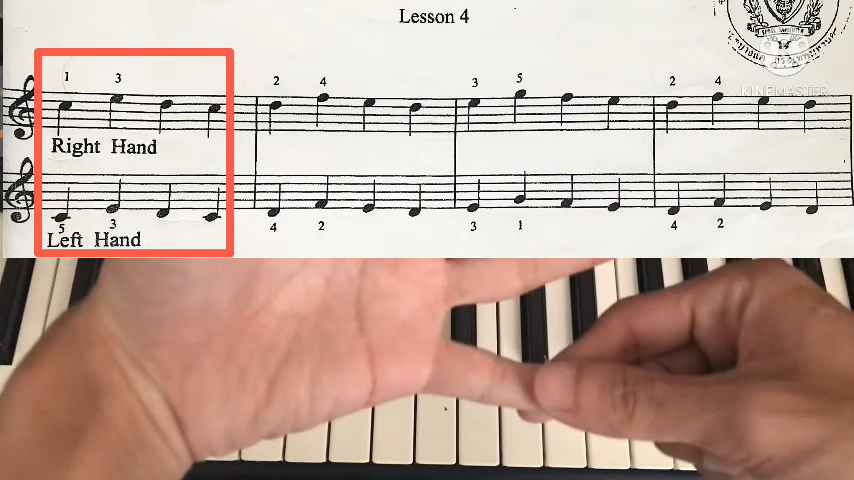 Lesson 4
KINEMASTER
1 3 2 4 3 5 2 4
Right Hand
5 3 4 2 3 1 4 2
Left Hand